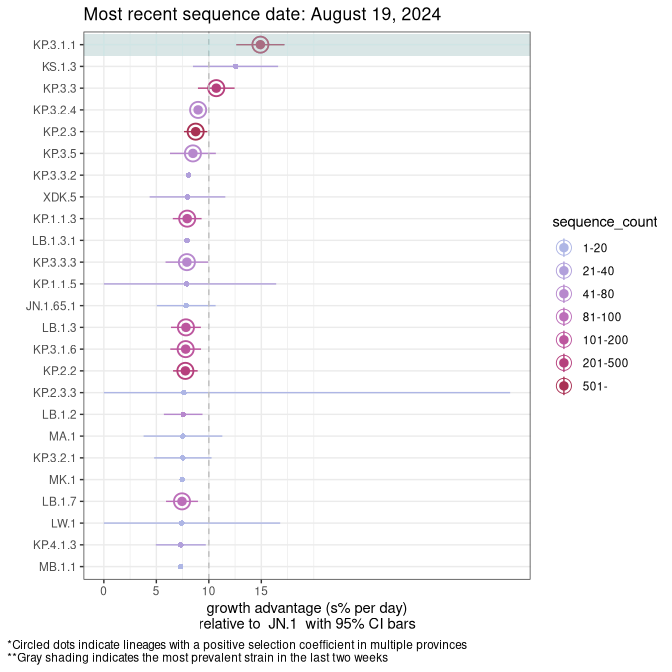 Most recent sequence date: August 19, 2024
KP.3.1.1
KS.1.3
KP.3.3
KP.3.2.4
KP.2.3
KP.3.5
KP.3.3.2
XDK.5
KP.1.1.3
LB.1.3.1
KP.3.3.3
KP.1.1.5
JN.1.65.1
LB.1.3
KP.3.1.6
KP.2.2
KP.2.3.3
LB.1.2
MA.1
KP.3.2.1
MK.1
LB.1.7
LW.1
KP.4.1.3
MB.1.1
0 5 10 15
growth advantage (s% per day)
relative to JN.1 with 95% CI bars
sequence_count
1-20
21-40
41-80
81-100
101-200
201-500
501-
*Circled dots indicate lineages with a positive selection coefficient in multiple provinces
**Gray shading indicates the most prevalent strain in the last two weeks